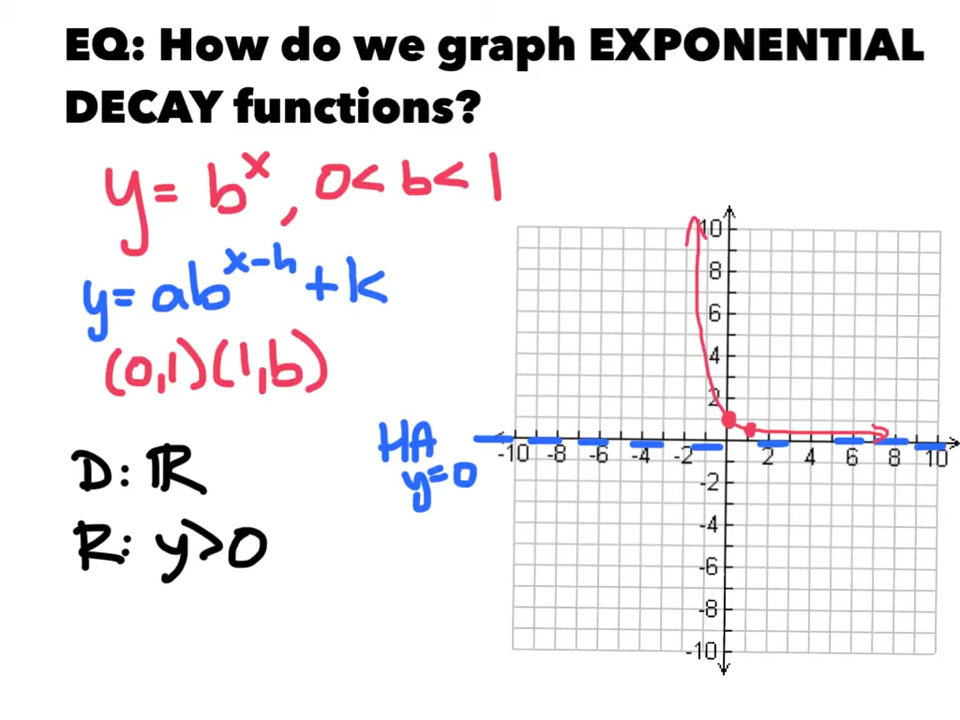 EQ: How do we graph EXPONENTIAL
DECAY functions?
y = b^x, 0 < b < 1
y = ab^{x-h} + k
(0,1) (1,b)
D: ℝ
R: y>0
HA
y=0
10
8
6
4
2
-10 -8 -6 -4 -2 2 4 6 8 10
-2
-4
-6
-8
-10